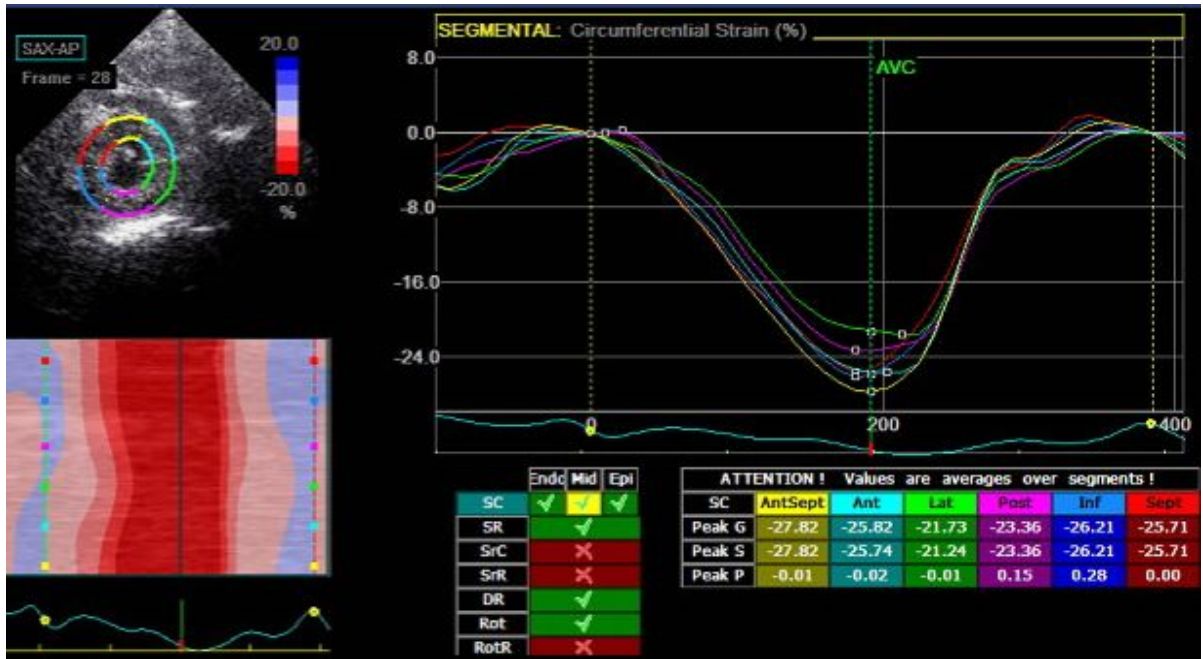 SEGMENTAL: Circumferential Strain (%)
SAX-AP
20.0
Frame = 28
-20.0
%
8.0
AVC
0.0
-8.0
-16.0
-24.0
0
200
400
Endo Mid Epi
SC
SR
SrC
SrR
DR
Rot
RotR
ATTENTION ! Values are averages over segments !
SC AntSept Ant Lat Post Inf Sept
Peak G -27.82 -25.82 -21.73 -23.36 -26.21 -25.71
Peak S -27.82 -25.74 -21.24 -23.36 -26.21 -25.71
Peak P -0.01 -0.02 -0.01 0.15 0.28 0.00